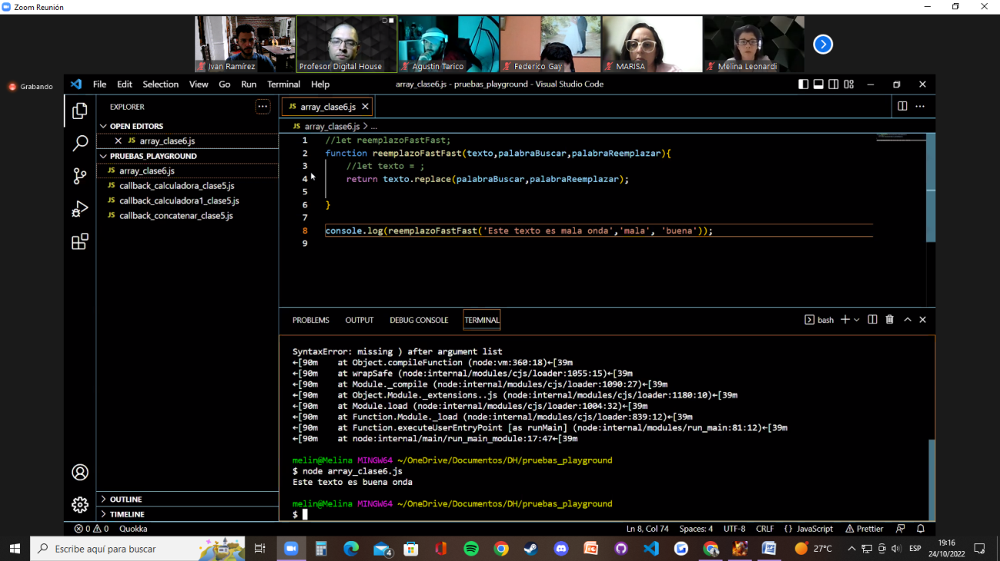 Zoom Reunión
Ivan Ramírez
Profesor Digital House
Agustin Tarico
Federico Gay
MARISA
Melina Leonardi
Grabando
File Edit Selection View Go Run Terminal Help
array_clase6.js - pruebas_playground - Visual Studio Code
EXPLORER
OPEN EDITORS
JS array_clase6.js
PRUEBAS_PLAYGROUND
JS array_clase6.js
JS callback_calculadora_clase5.js
JS callback_calculadora1_clase5.js
JS callback_concatenar_clase5.js
OUTLINE
TIMELINE
JS array_clase6.js
JS array_clase6.js > ...
1 //let reemplazoFastFast;
2 function reemplazoFastFast(texto,palabraBuscar,palabraReemplazar){
3 //let texto = ;
4 return texto.replace(palabraBuscar,palabraReemplazar);
5
6 }
7
8 console.log(reemplazoFastFast('Este texto es mala onda','mala', 'buena'));
9
PROBLEMS OUTPUT DEBUG CONSOLE TERMINAL
bash
SyntaxError: missing ) after argument list
←[90m    at Object.compileFunction (node:vm:360:18)←[39m
←[90m    at wrapSafe (node:internal/modules/cjs/loader:1055:15)←[39m
←[90m    at Module._compile (node:internal/modules/cjs/loader:1090:27)←[39m
←[90m    at Object.Module._extensions..js (node:internal/modules/cjs/loader:1180:10)←[39m
←[90m    at Module.load (node:internal/modules/cjs/loader:1004:32)←[39m
←[90m    at Function.Module._load (node:internal/modules/cjs/loader:839:12)←[39m
←[90m    at Function.executeUserEntryPoint [as runMain] (node:internal/modules/run_main:81:12)←[39m
←[90m    at node:internal/main/run_main_module:17:47←[39m
melin@Melina MINGW64 ~/OneDrive/Documentos/DH/pruebas_playground
$ node array_clase6.js
Este texto es buena onda
melin@Melina MINGW64 ~/OneDrive/Documentos/DH/pruebas_playground
$
0 0 Quokka
Ln 8, Col 74 Spaces: 4 UTF-8 CRLF {} JavaScript Prettier
Escribe aquí para buscar
4
27°C
ESP
19:16
24/10/2022